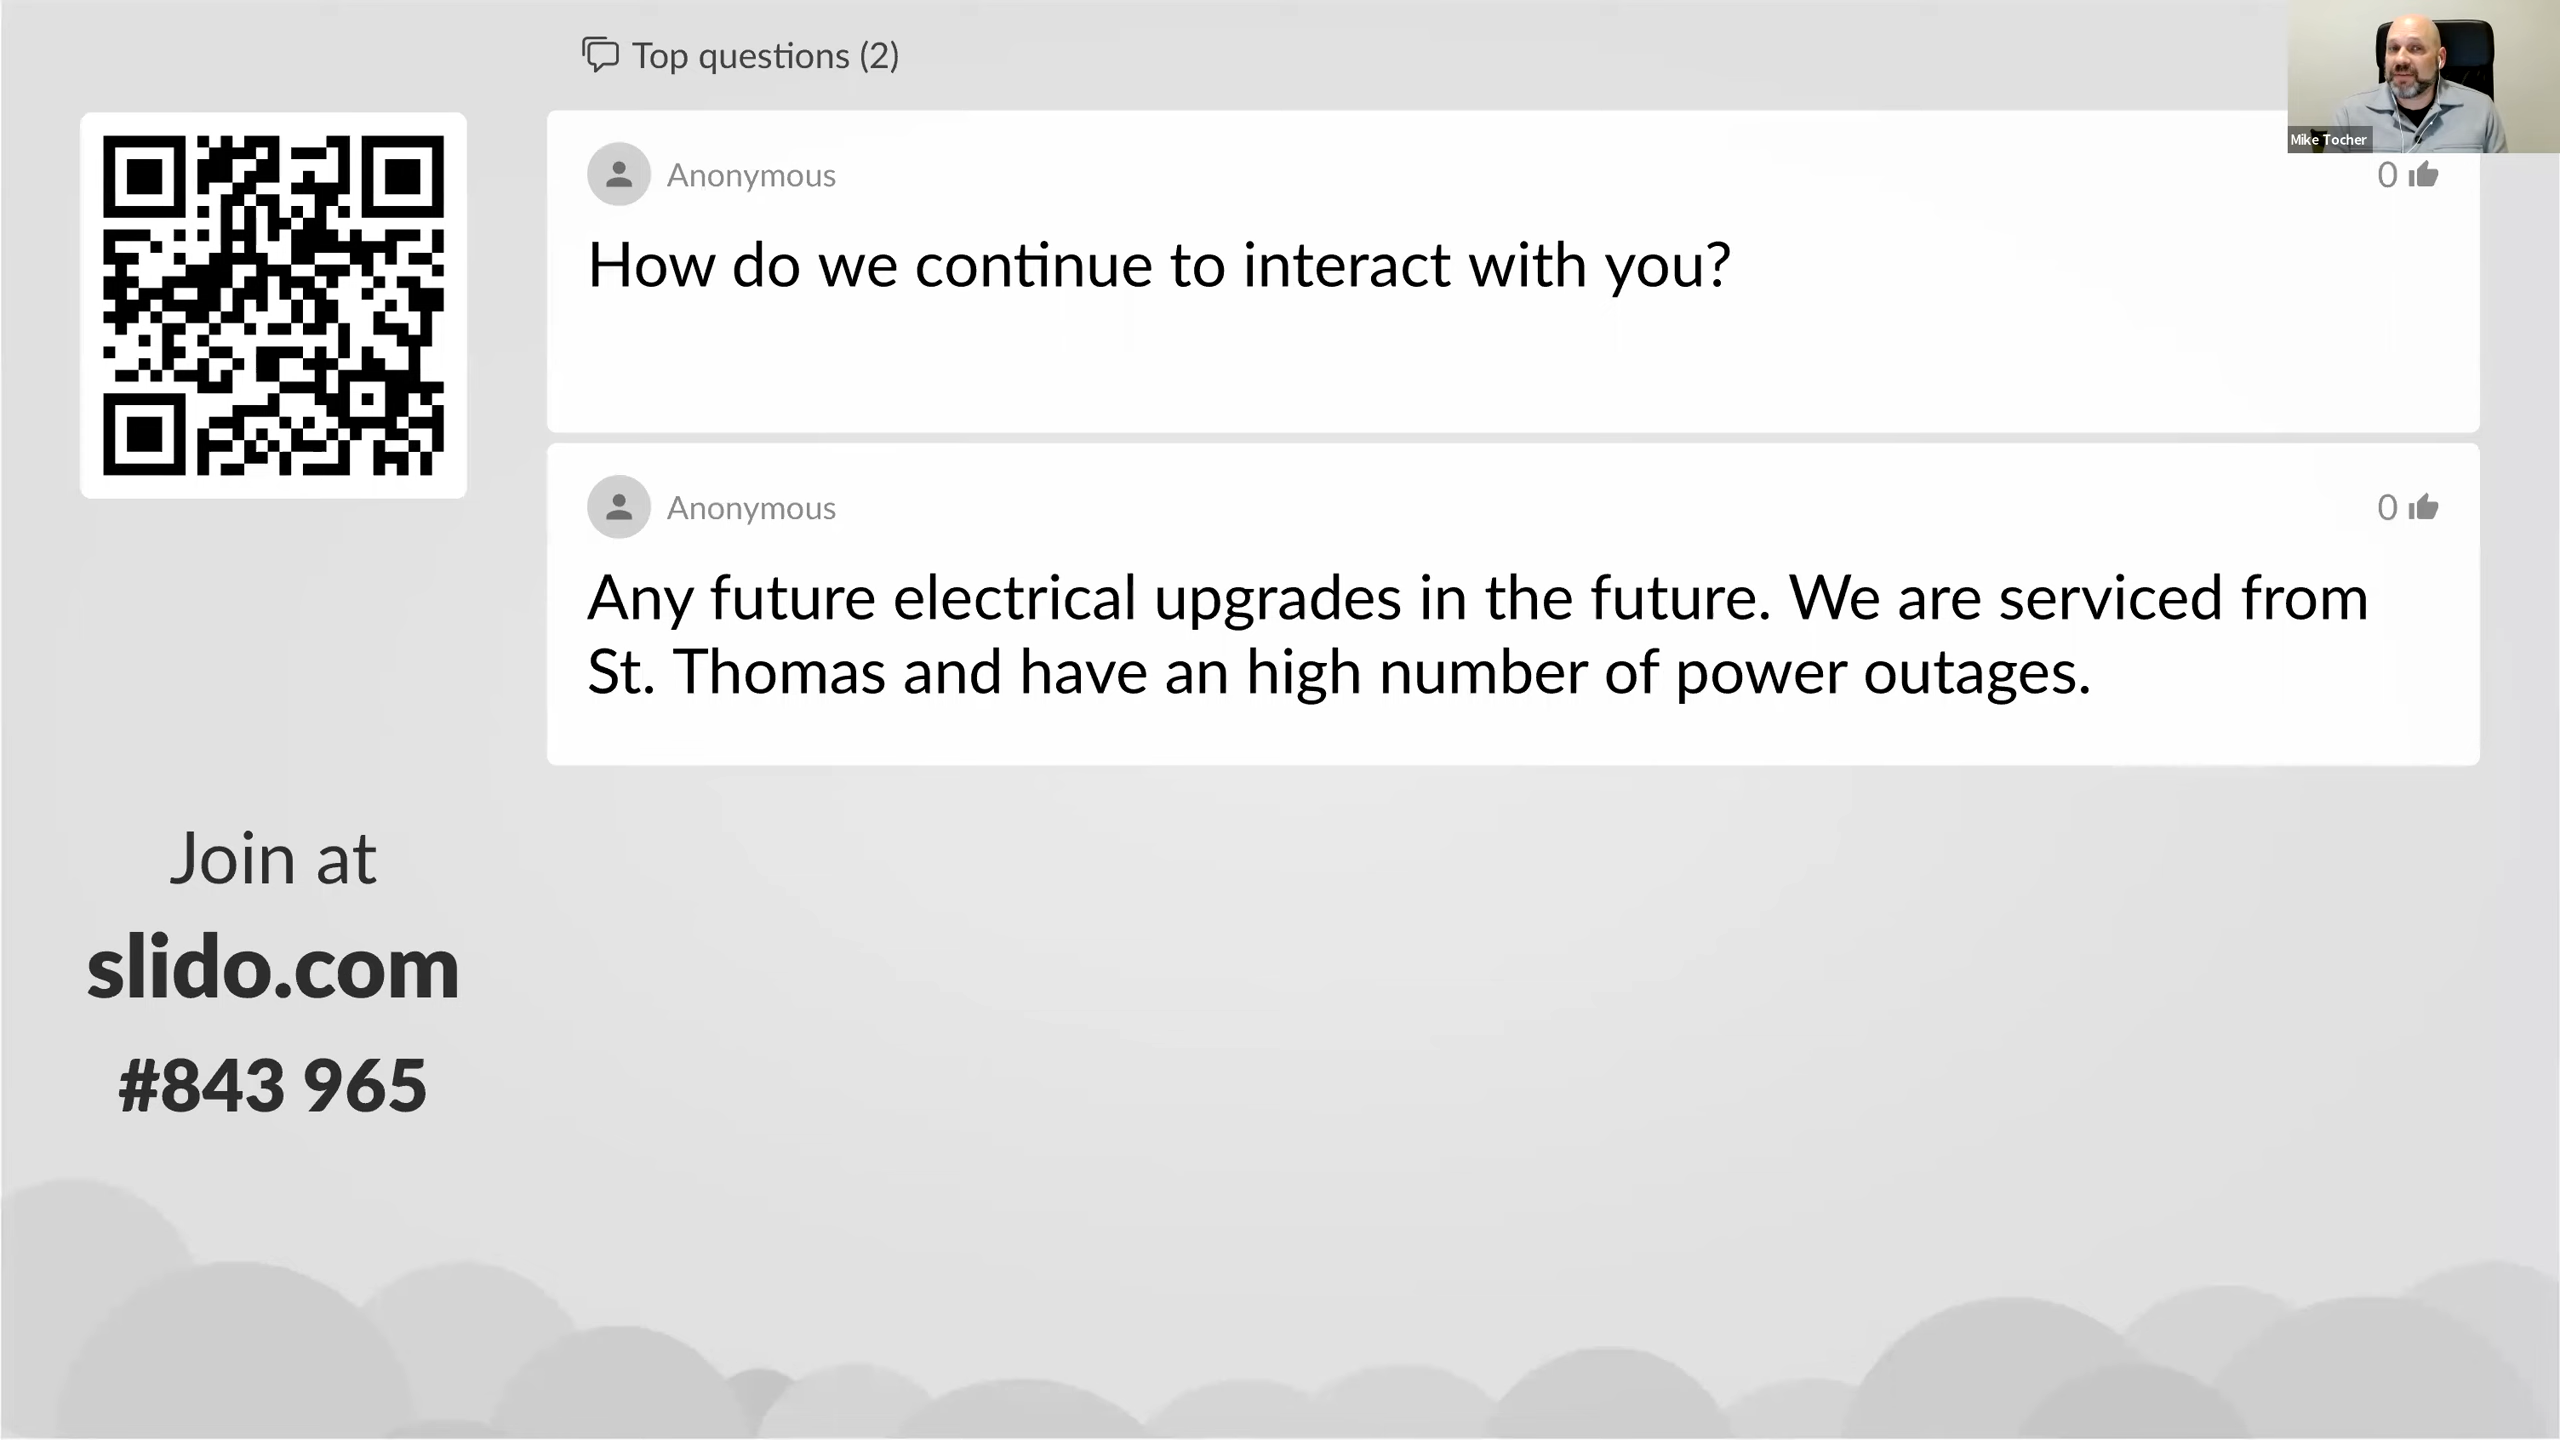 Top questions (2)
Mike Tocher
Anonymous
0
How do we continue to interact with you?
Anonymous
0
Any future electrical upgrades in the future. We are serviced from
St. Thomas and have an high number of power outages.
Join at
slido.com
#843 965